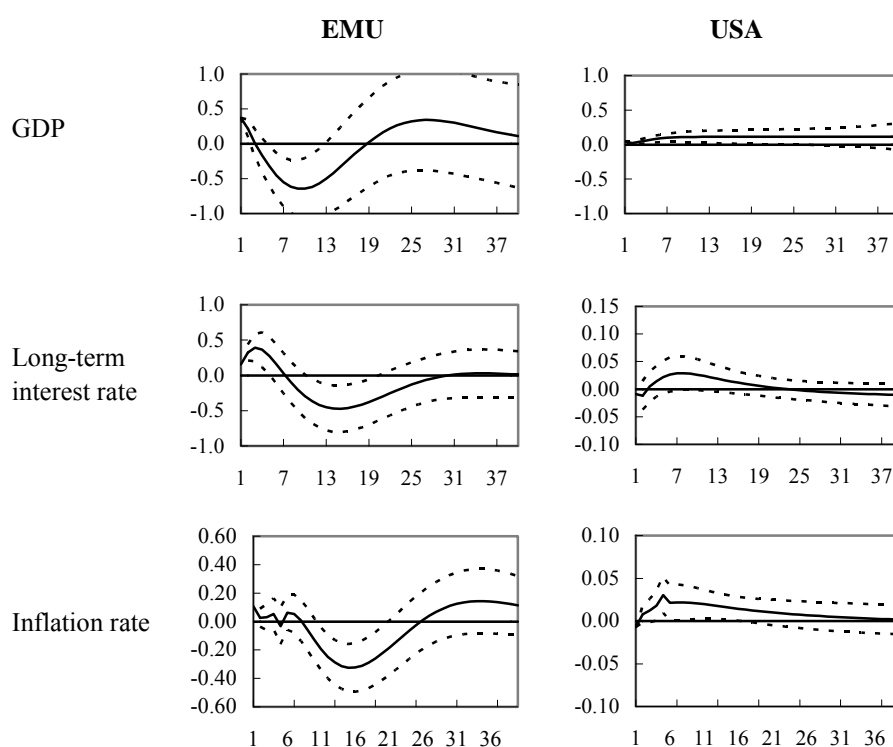 EMU USA
GDP
1.0 1.0
0.5 0.5
0.0 0.0
-0.5 -0.5
-1.0 -1.0
1 7 13 19 25 31 37 1 7 13 19 25 31 37
Long-term
interest rate
1.0 0.15
0.5 0.10
0.0 0.05
-0.5 0.00
-1.0 -0.05
-0.10
1 7 13 19 25 31 37 1 7 13 19 25 31 37
Inflation rate
0.60 0.10
0.40 0.05
0.20 0.00
0.00 -0.05
-0.20 -0.10
-0.40
-0.60
1 6 11 16 21 26 31 36 1 6 11 16 21 26 31 36